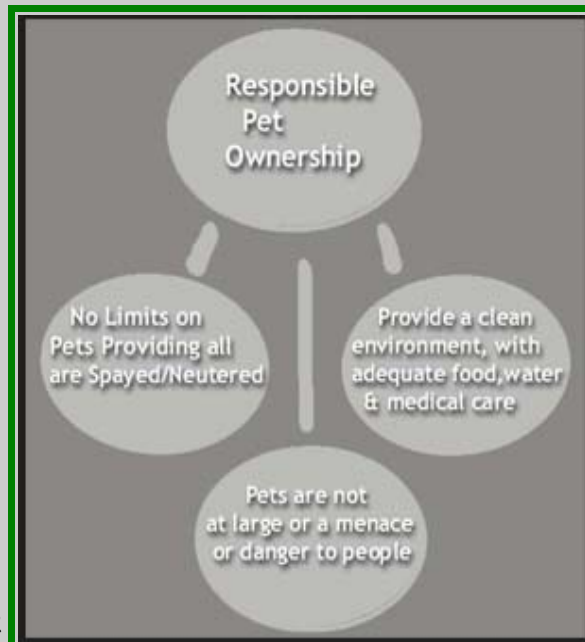 Responsible
Pet
Ownership
No Limits on
Pets Providing all
are Spayed/Neutered
Provide a clean
environment, with
adequate food,water
& medical care
Pets are not
at large or a menace
or danger to people